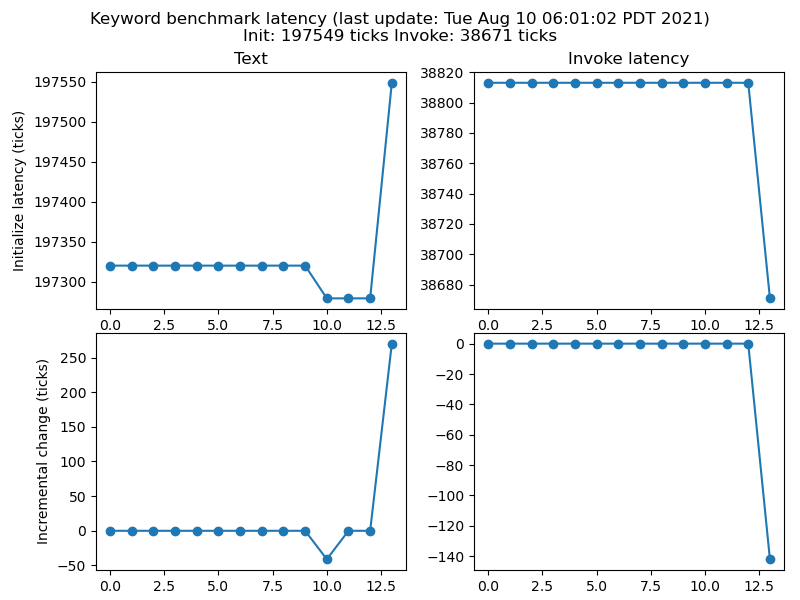 Keyword benchmark latency (last update: Tue Aug 10 06:01:02 PDT 2021)
Init: 197549 ticks Invoke: 38671 ticks
Text
Invoke latency
Initialize latency (ticks)
197550
197500
197450
197400
197350
197300
0.0 2.5 5.0 7.5 10.0 12.5
38820
38800
38780
38760
38740
38720
38700
38680
0.0 2.5 5.0 7.5 10.0 12.5
Incremental change (ticks)
250
200
150
100
50
0
−50
0.0 2.5 5.0 7.5 10.0 12.5
0
−20
−40
−60
−80
−100
−120
−140
0.0 2.5 5.0 7.5 10.0 12.5